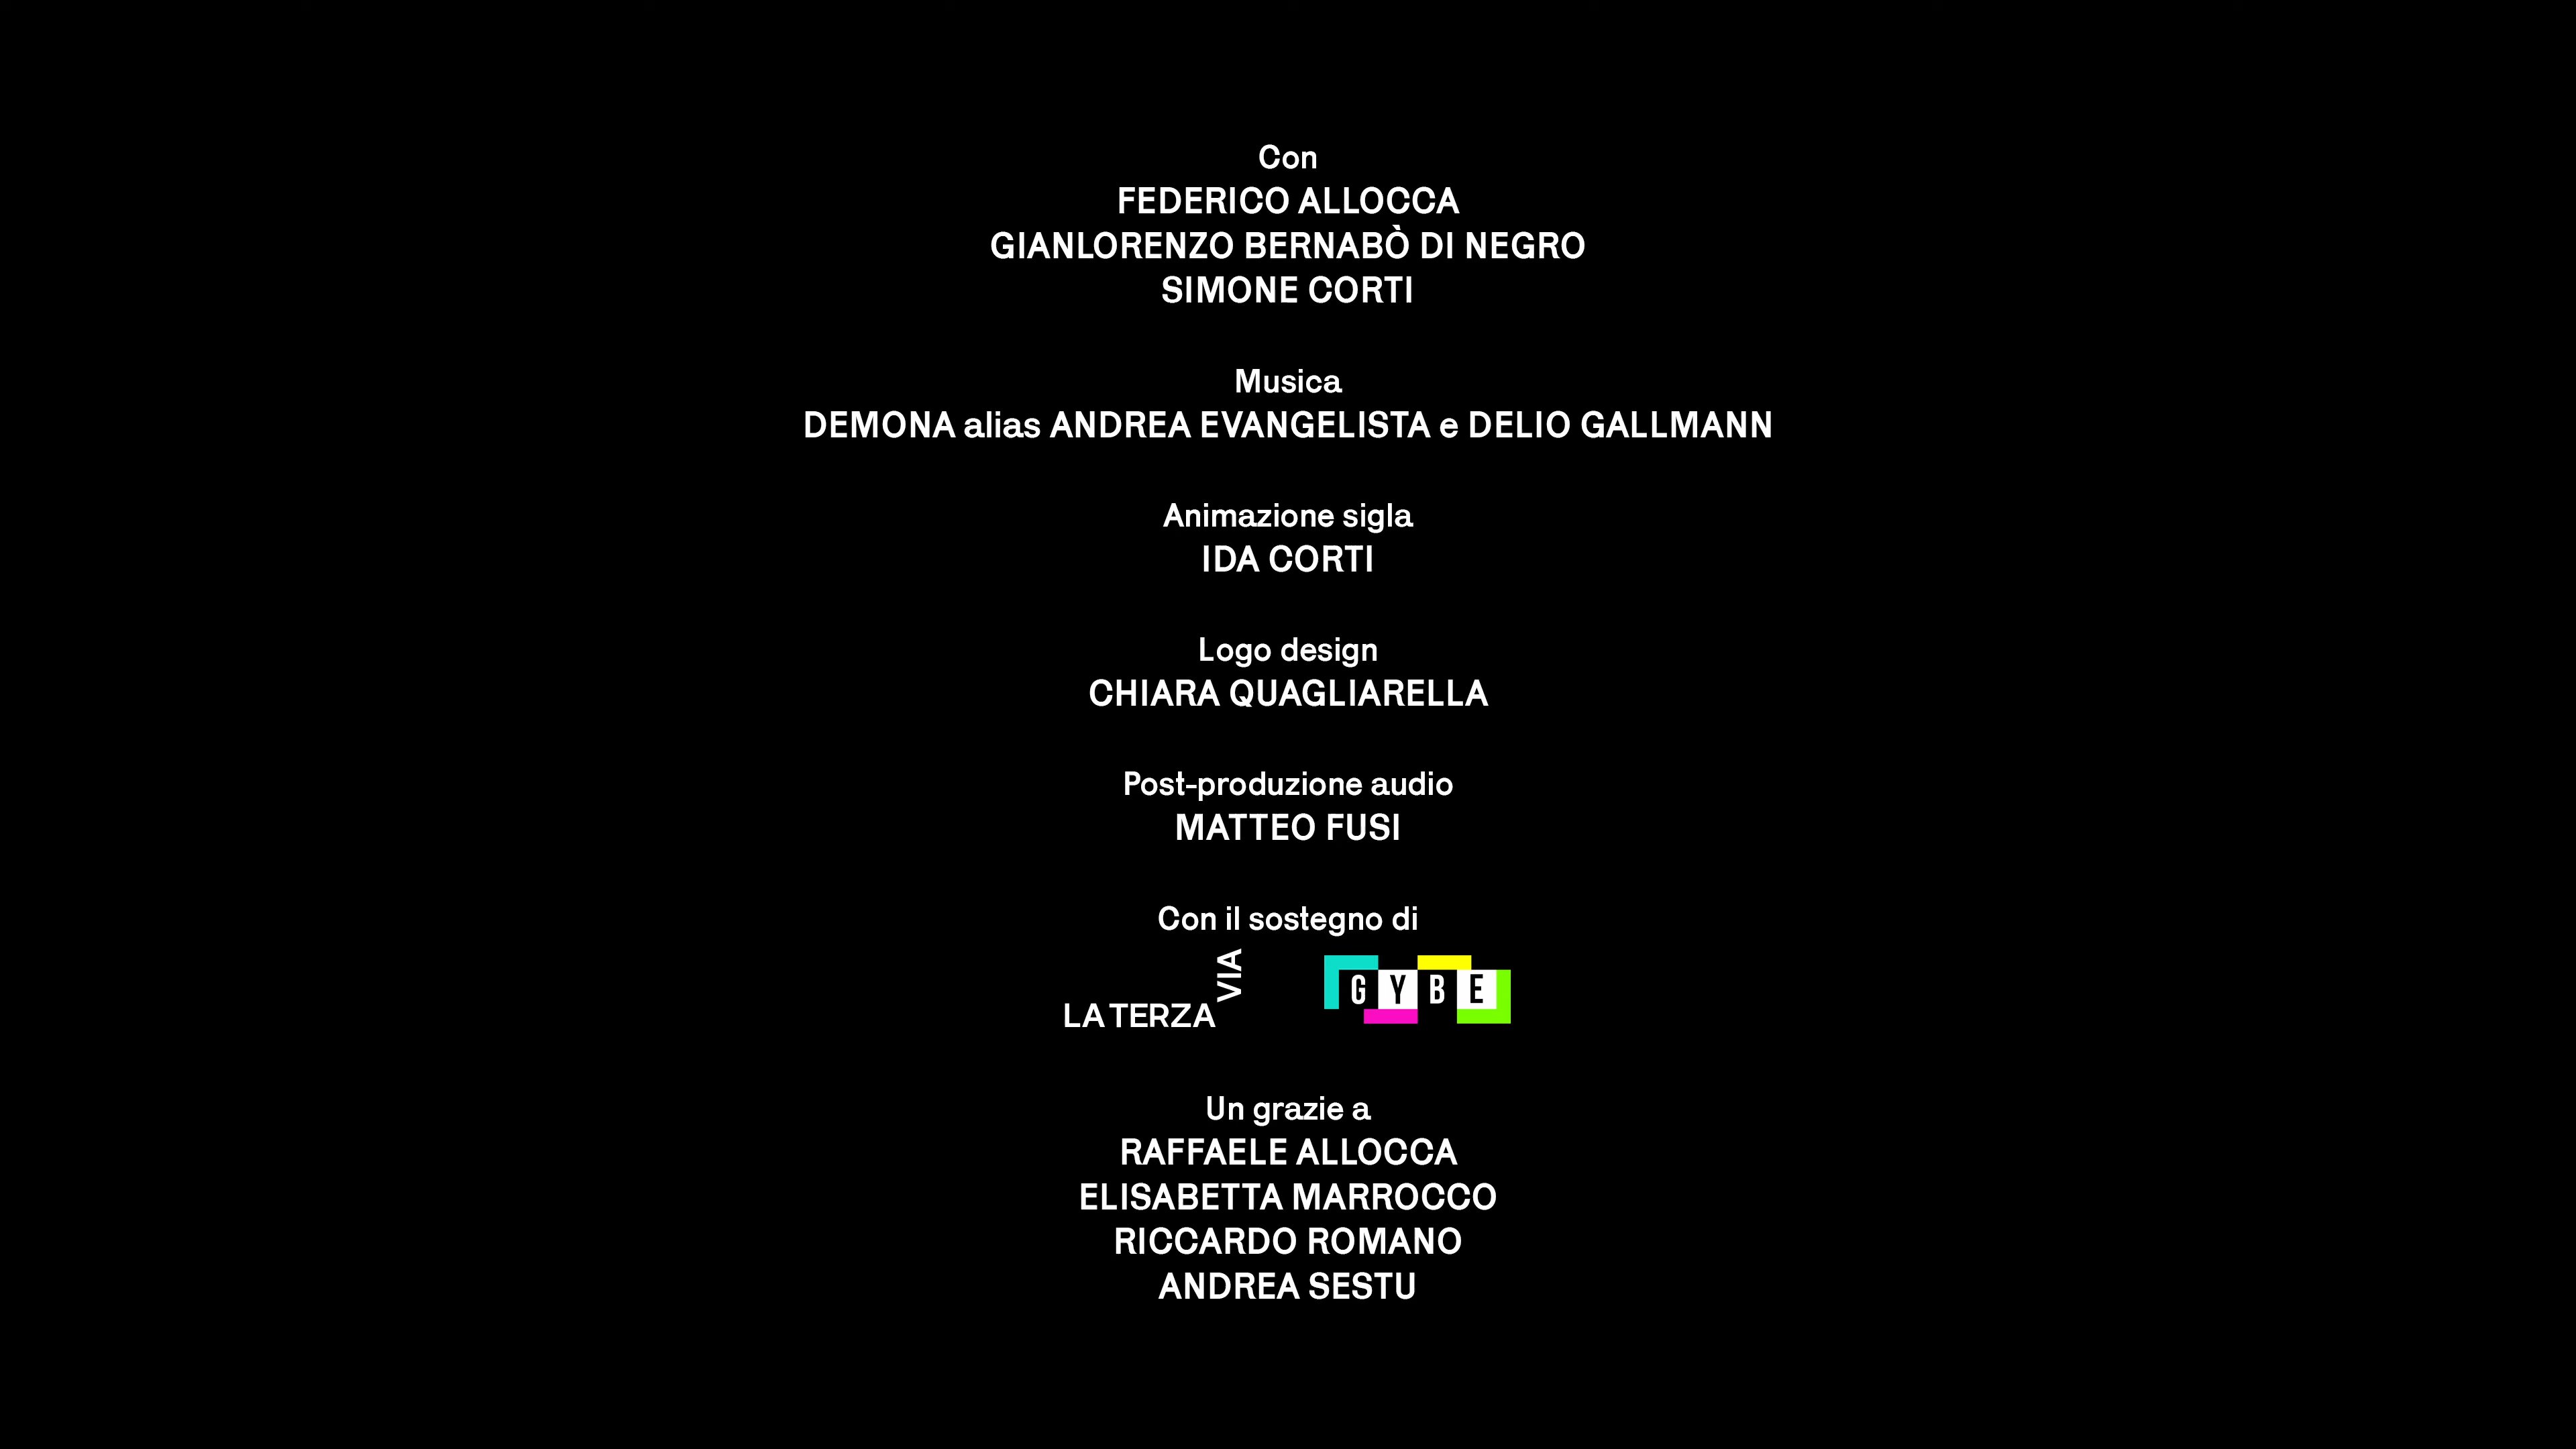 Con
FEDERICO ALLOCCA
GIANLORENZO BERNABÒ DI NEGRO
SIMONE CORTI
Musica
DEMONA alias ANDREA EVANGELISTA e DELIO GALLMANN
Animazione sigla
IDA CORTI
Logo design
CHIARA QUAGLIARELLA
Post-produzione audio
MATTEO FUSI
Con il sostegno di
LA TERZA VIA
GYBE
Un grazie a
RAFFAELE ALLOCCA
ELISABETTA MARROCCO
RICCARDO ROMANO
ANDREA SESTU